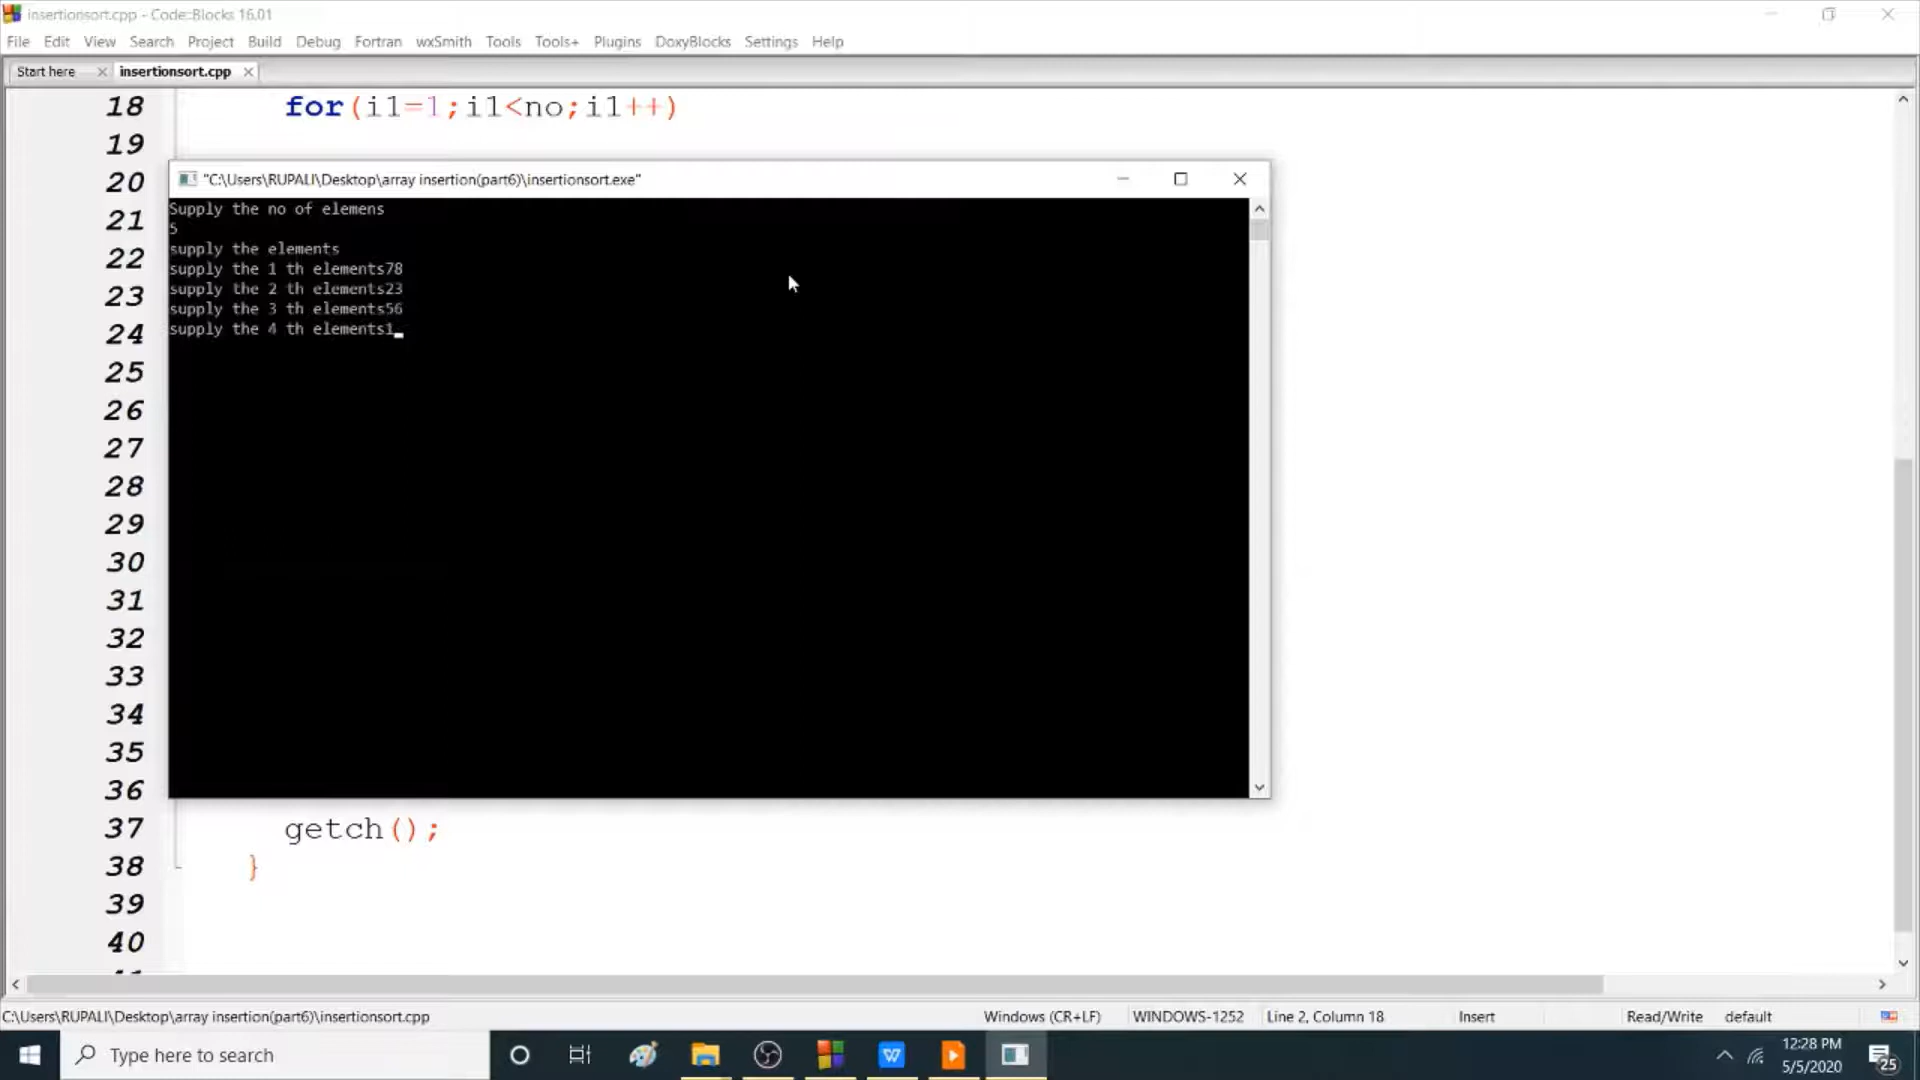 insertionsort.cpp - Code::Blocks 16.01
File Edit View Search Project Build Debug Fortran wxSmith Tools Tools+ Plugins DoxyBlocks Settings Help
Start here insertionsort.cpp
18 for(i1=1;i1<no;i1++)
19
20 "C:\Users\RUPALI\Desktop\array insertion(part6)\insertionsort.exe"
Supply the no of elemens
21 5
22 supply the elements
supply the 1 th elements78
23 supply the 2 th elements23
supply the 3 th elements56
24 supply the 4 th elements1_
25
26
27
28
29
30
31
32
33
34
35
36
37 getch();
38 }
39
40
C:\Users\RUPALI\Desktop\array insertion(part6)\insertionsort.cpp Windows (CR+LF) WINDOWS-1252 Line 2, Column 18 Insert Read/Write default
Type here to search W 12:28 PM
5/5/2020 25